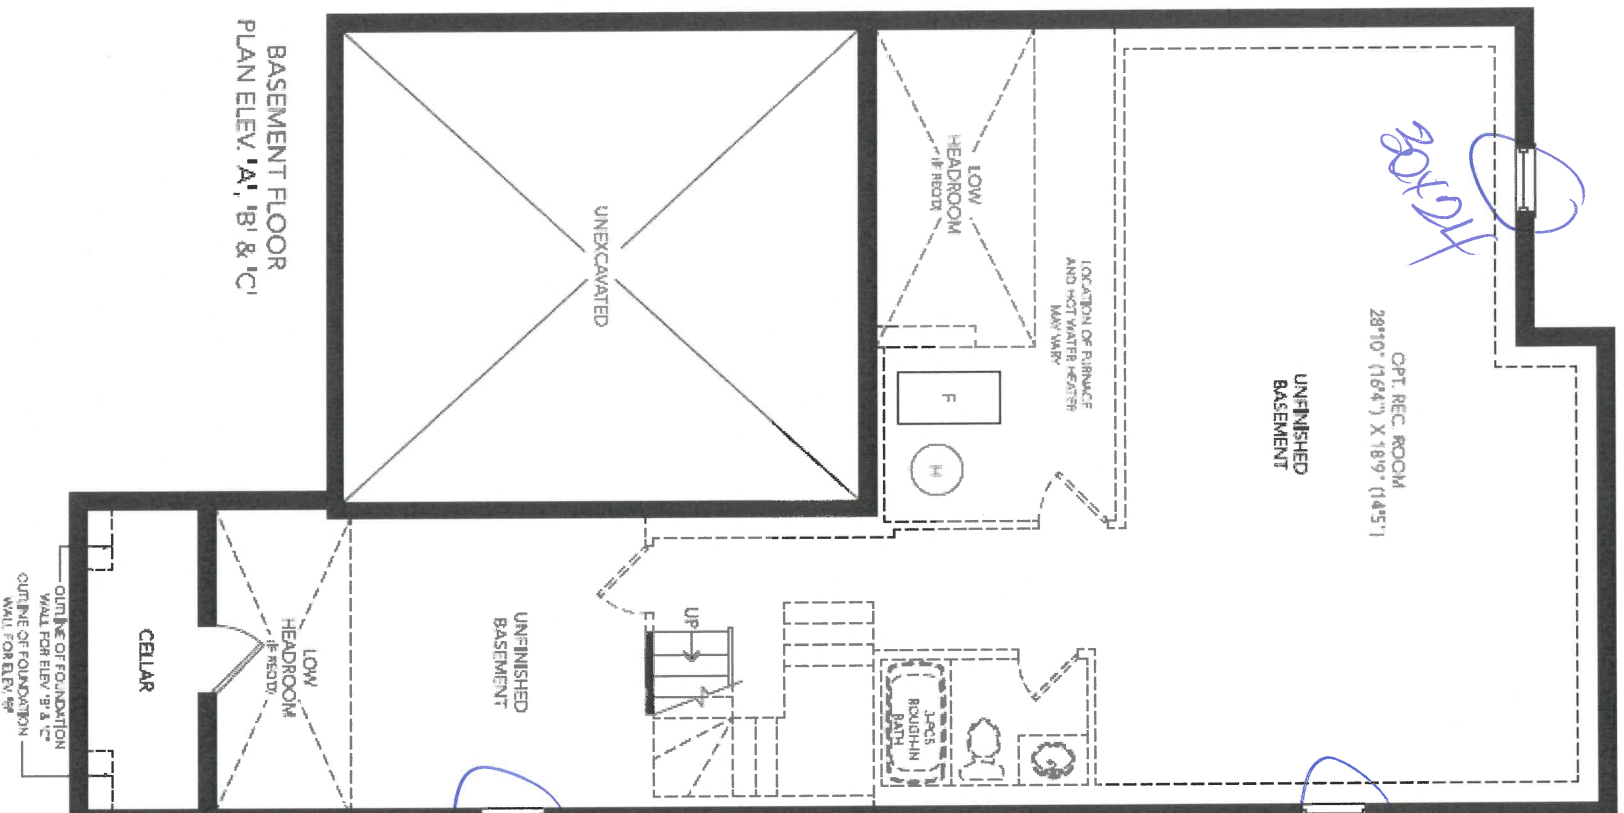 BASEMENT FLOOR
PLAN ELEV. 'A', 'B' & 'C'
UNEXCAVATED
LOW
HEADROOM
(IF REQ'D)
LOCATION OF FURNACE
AND HOT WATER HEATER
MAY VARY
F
H
30x24
OPT. REC. ROOM
28'10" (16'4") X 18'9" (14'5")
UNFINISHED
BASEMENT
UP
UNFINISHED
BASEMENT
3-PCS
ROUGH-IN
BATH
LOW
HEADROOM
(IF REQ'D)
CELLAR
OUTLINE OF FOUNDATION
WALL FOR ELEV. 'B' & 'C'
OUTLINE OF FOUNDATION
WALL FOR ELEV.